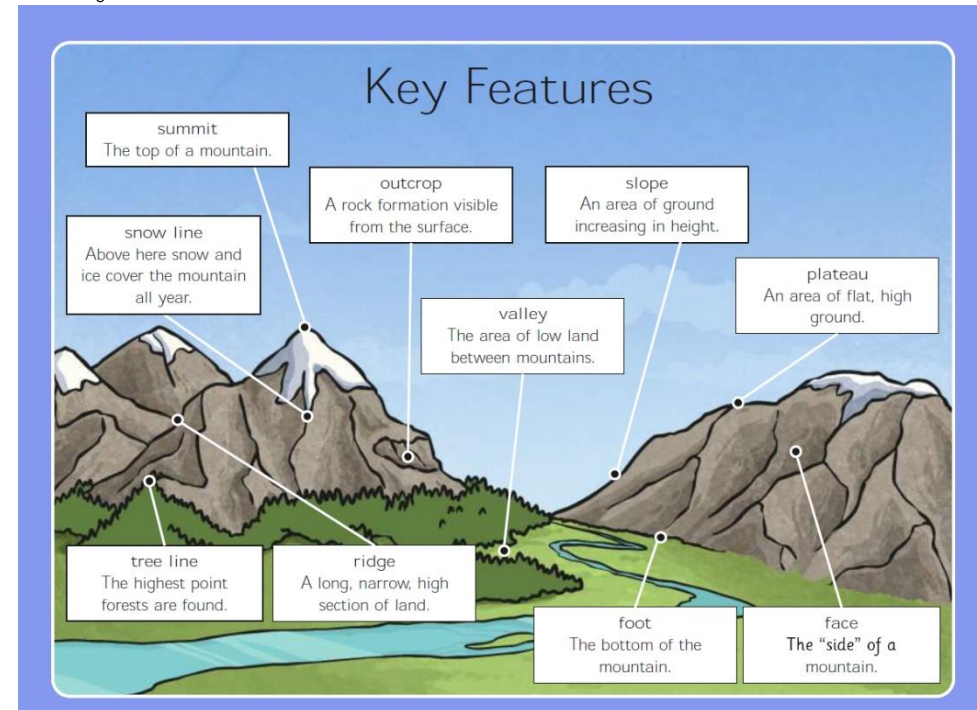 Key Features
summit
The top of a mountain.
outcrop
A rock formation visible
from the surface.
slope
An area of ground
increasing in height.
snow line
Above here snow and
ice cover the mountain
all year.
plateau
An area of flat, high
ground.
valley
The area of low land
between mountains.
tree line
The highest point
forests are found.
ridge
A long, narrow, high
section of land.
foot
The bottom of the
mountain.
face
The “side” of a
mountain.